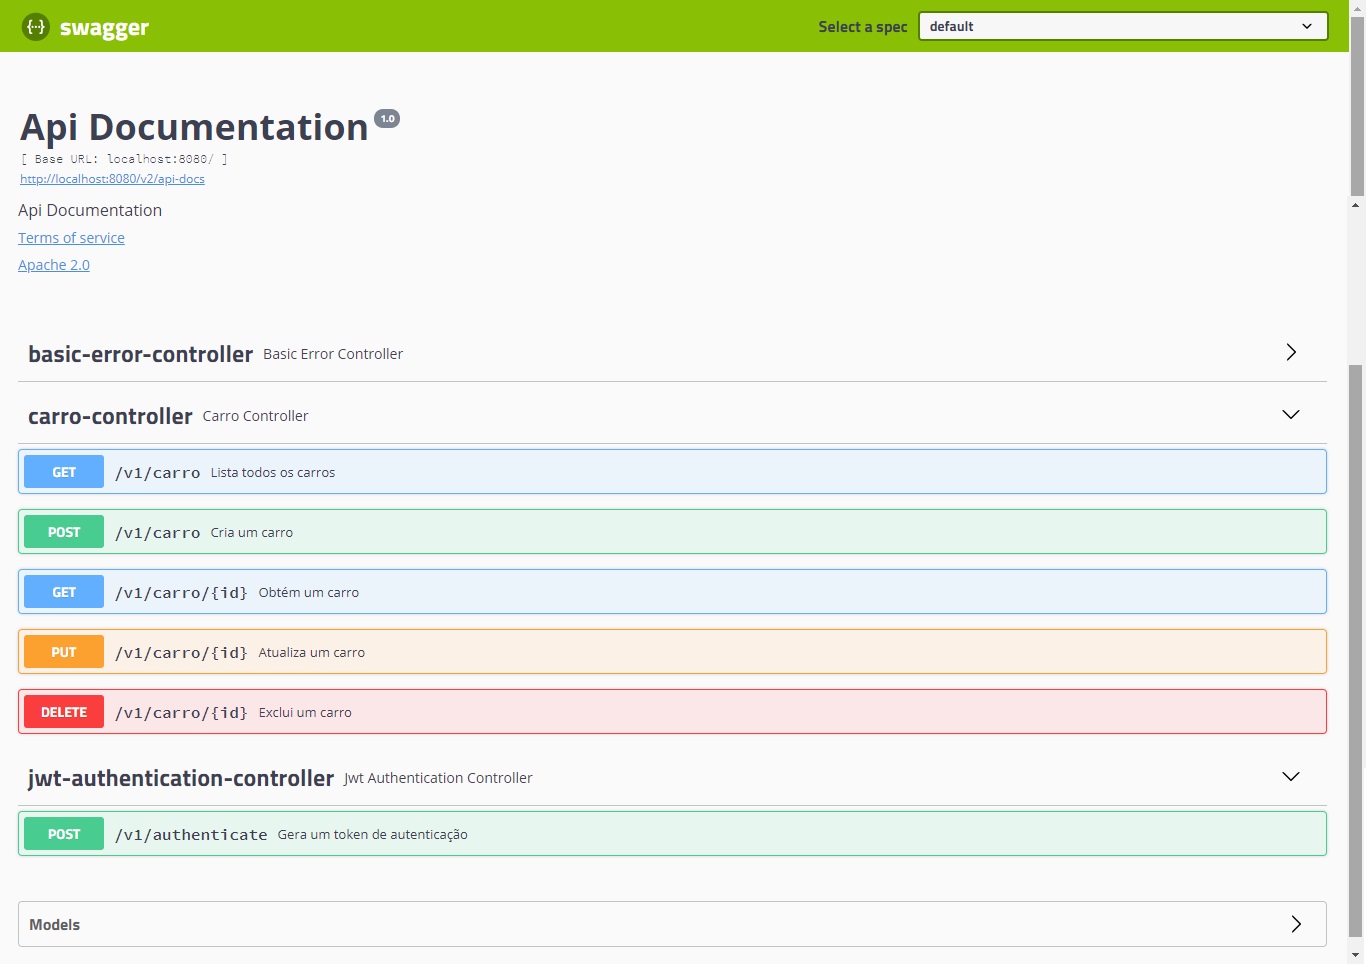 swagger
Select a spec default
Api Documentation 1.0
[ Base URL: localhost:8080/ ]
http://localhost:8080/v2/api-docs
Api Documentation
Terms of service
Apache 2.0
basic-error-controller Basic Error Controller
carro-controller Carro Controller
GET /v1/carro Lista todos os carros
POST /v1/carro Cria um carro
GET /v1/carro/{id} Obtém um carro
PUT /v1/carro/{id} Atualiza um carro
DELETE /v1/carro/{id} Exclui um carro
jwt-authentication-controller Jwt Authentication Controller
POST /v1/authenticate Gera um token de autenticação
Models